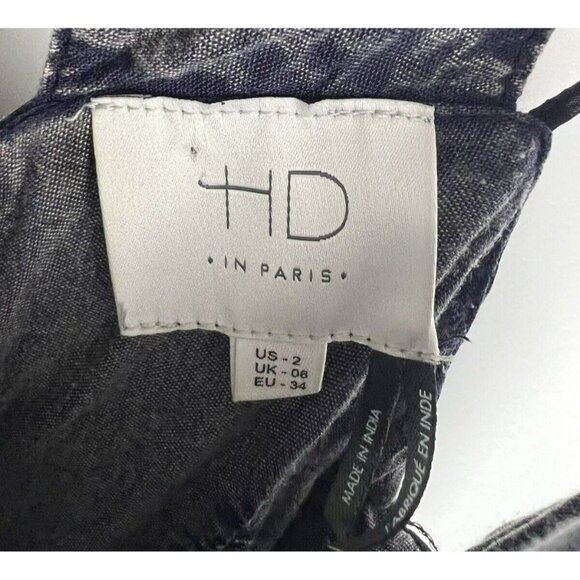 HD
• IN PARIS •
US - 2
UK - 06
EU - 34
MADE IN INDIA
FABRIQUÉ EN INDE